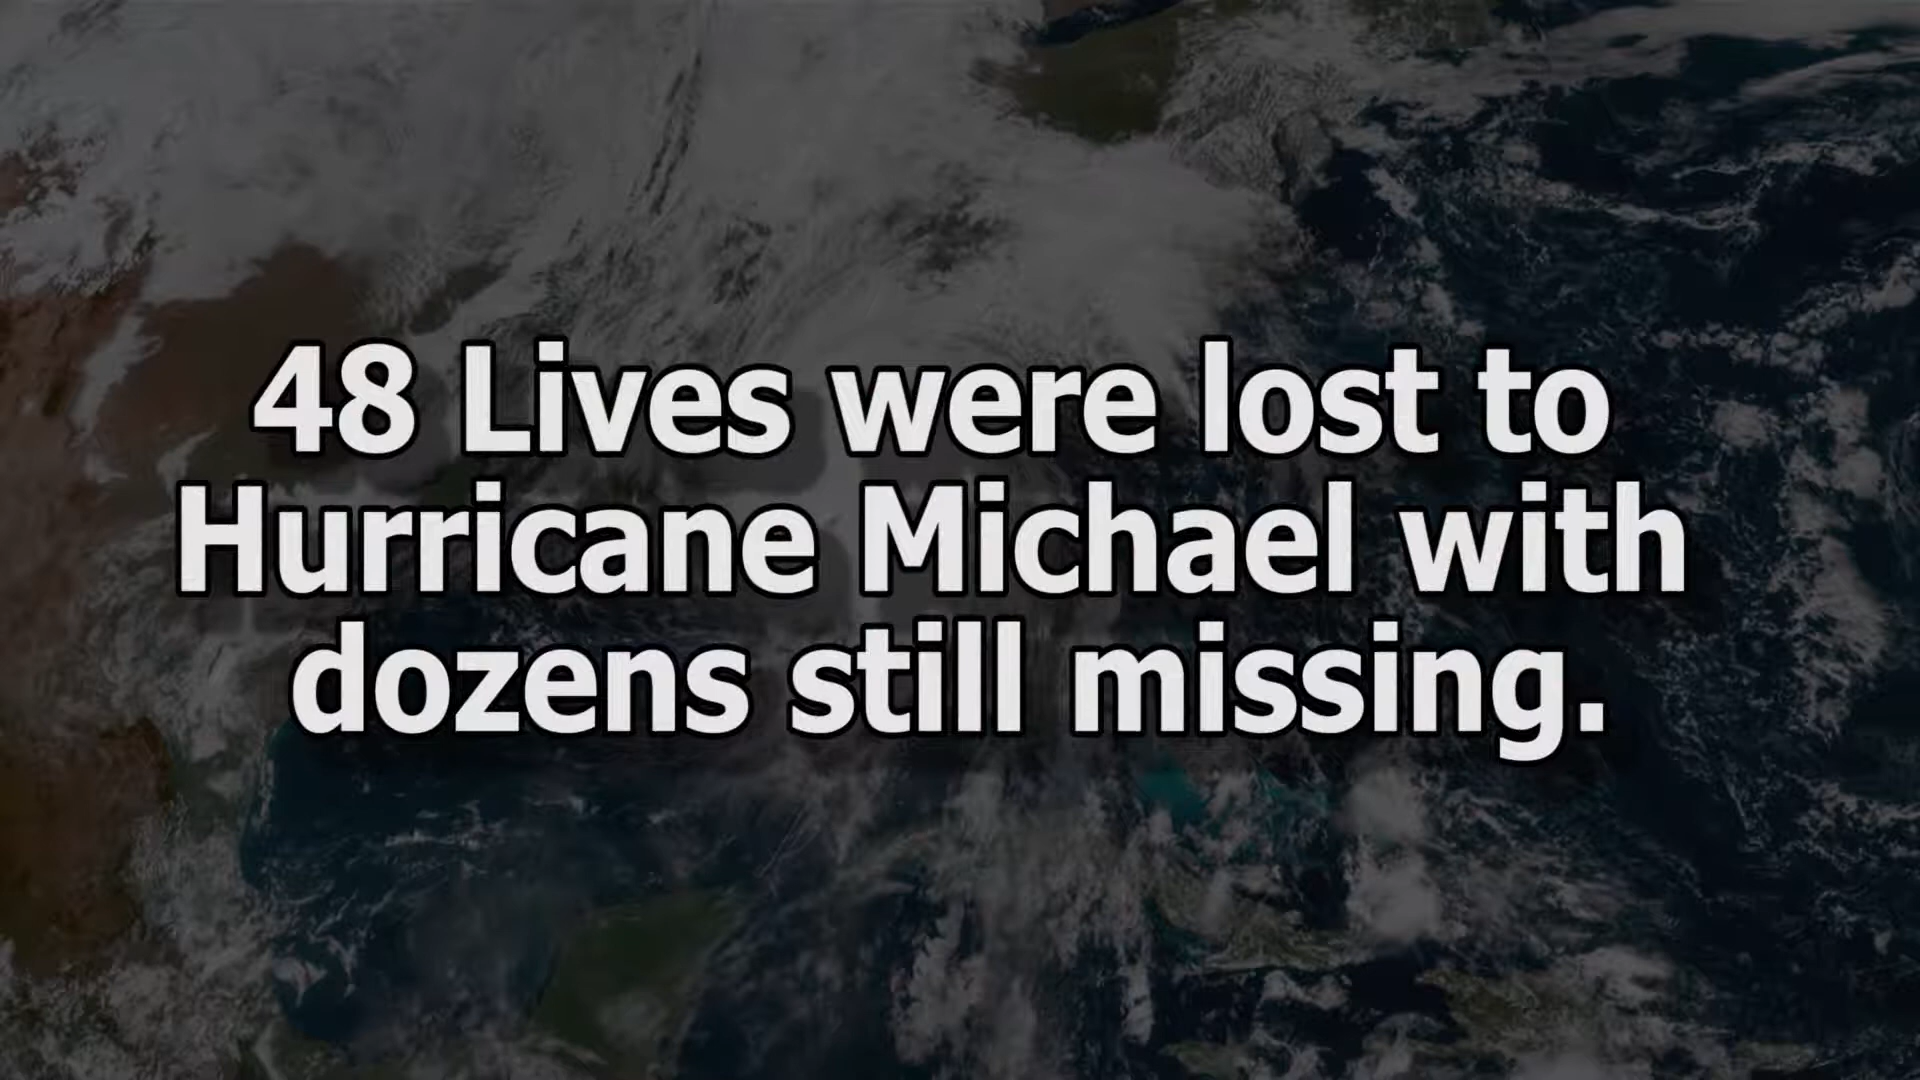 48 Lives were lost to
Hurricane Michael with
dozens still missing.